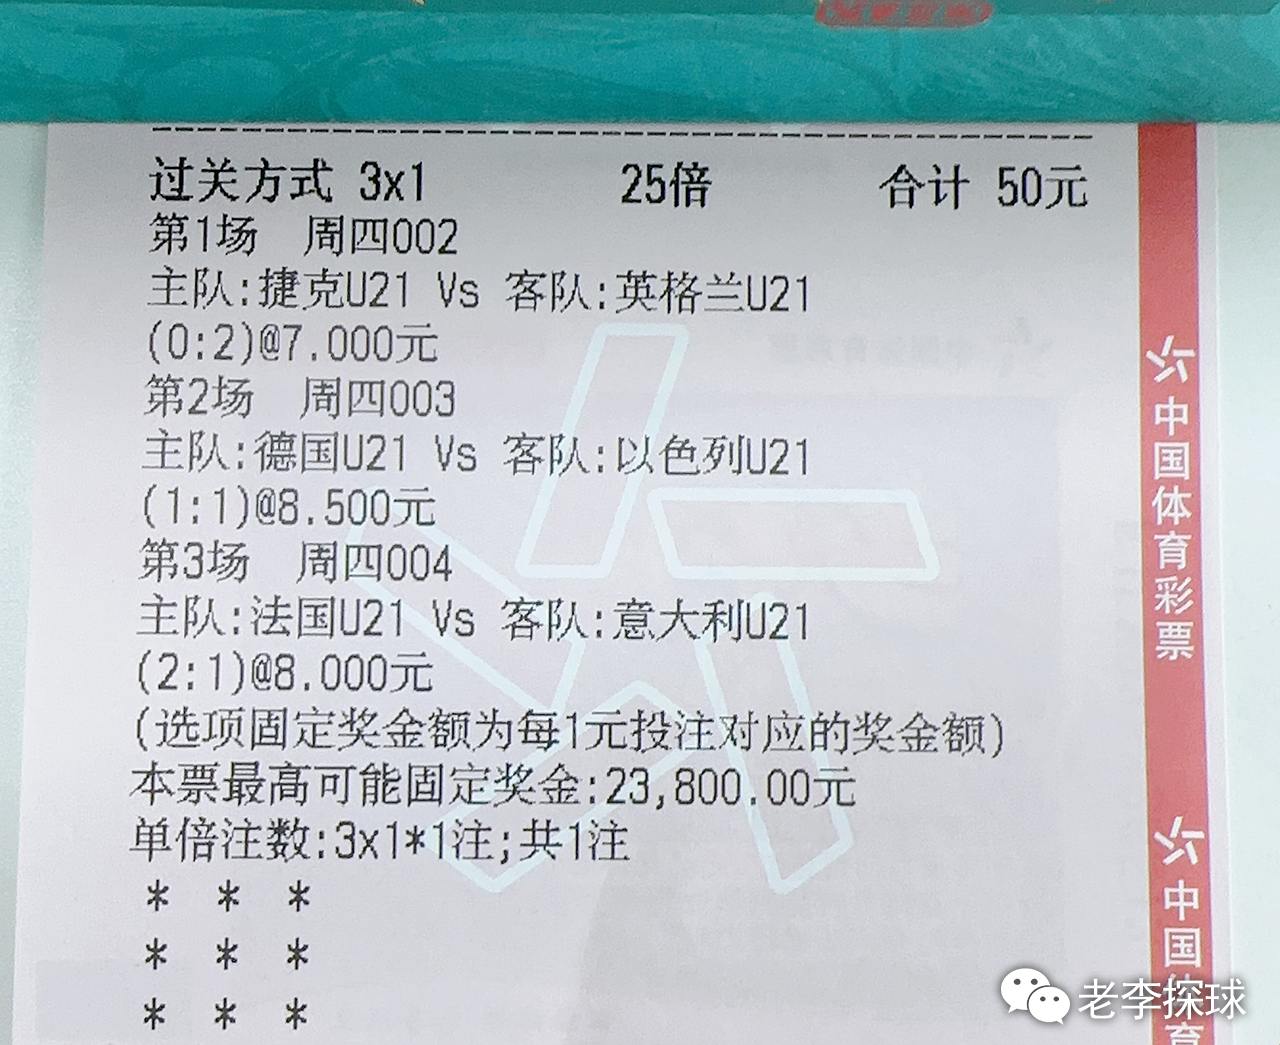 过关方式 3x1 25倍 合计 50元
第1场 周四002
主队:捷克U21 Vs 客队:英格兰U21
(0:2)@7.000元
第2场 周四003
主队:德国U21 Vs 客队:以色列U21
(1:1)@8.500元
第3场 周四004
主队:法国U21 Vs 客队:意大利U21
(2:1)@8.000元
(选项固定奖金额为每1元投注对应的奖金额)
本票最高可能固定奖金:23,800.00元
单倍注数:3x1*1注;共1注
* * *
* * *
* * *
中国体育彩票
中国体育
老李探球